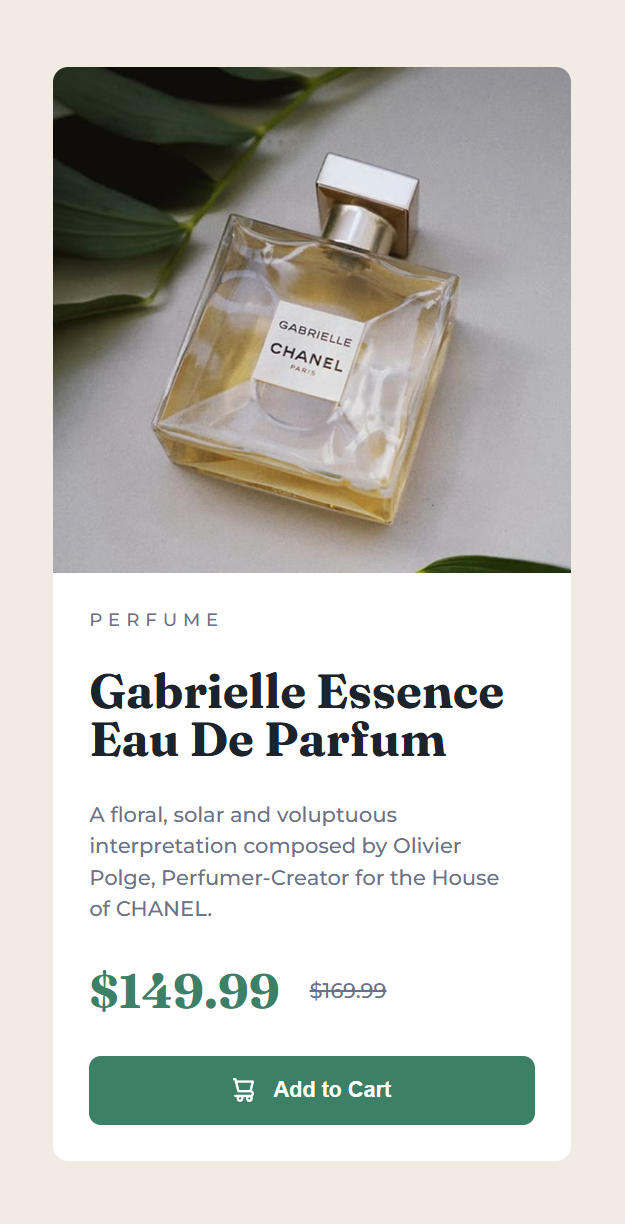 GABRIELLE
CHANEL
PARIS
PERFUME
Gabrielle Essence
Eau De Parfum
A floral, solar and voluptuous
interpretation composed by Olivier
Polge, Perfumer-Creator for the House
of CHANEL.
$149.99 $169.99
Add to Cart